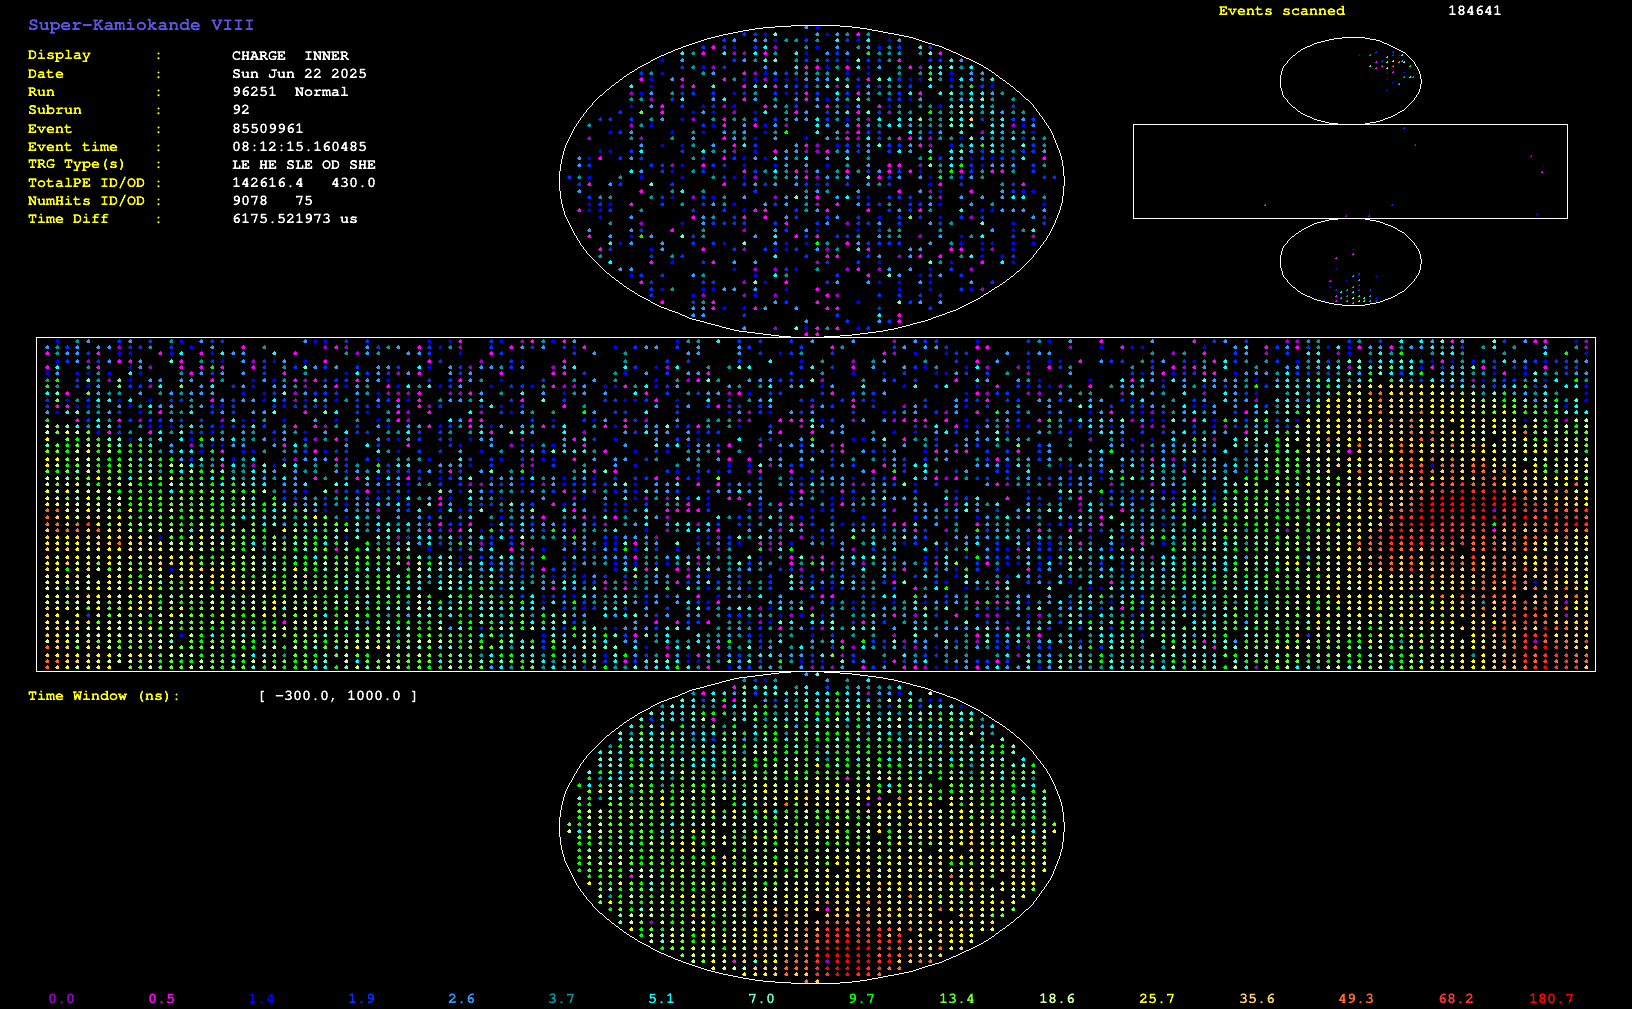 Super-Kamiokande VIII
Events scanned 184641
Display : CHARGE INNER
Date : Sun Jun 22 2025
Run : 96251 Normal
Subrun : 92
Event : 85509961
Event time : 08:12:15.160485
TRG Type(s) : LE HE SLE OD SHE
TotalPE ID/OD : 142616.4 430.0
NumHits ID/OD : 9078 75
Time Diff : 6175.521973 us
Time Window (ns): [ -300.0, 1000.0 ]
0.0 0.5 1.4 1.9 2.6 3.7 5.1 7.0 9.7 13.4 18.6 25.7 35.6 49.3 68.2 180.7